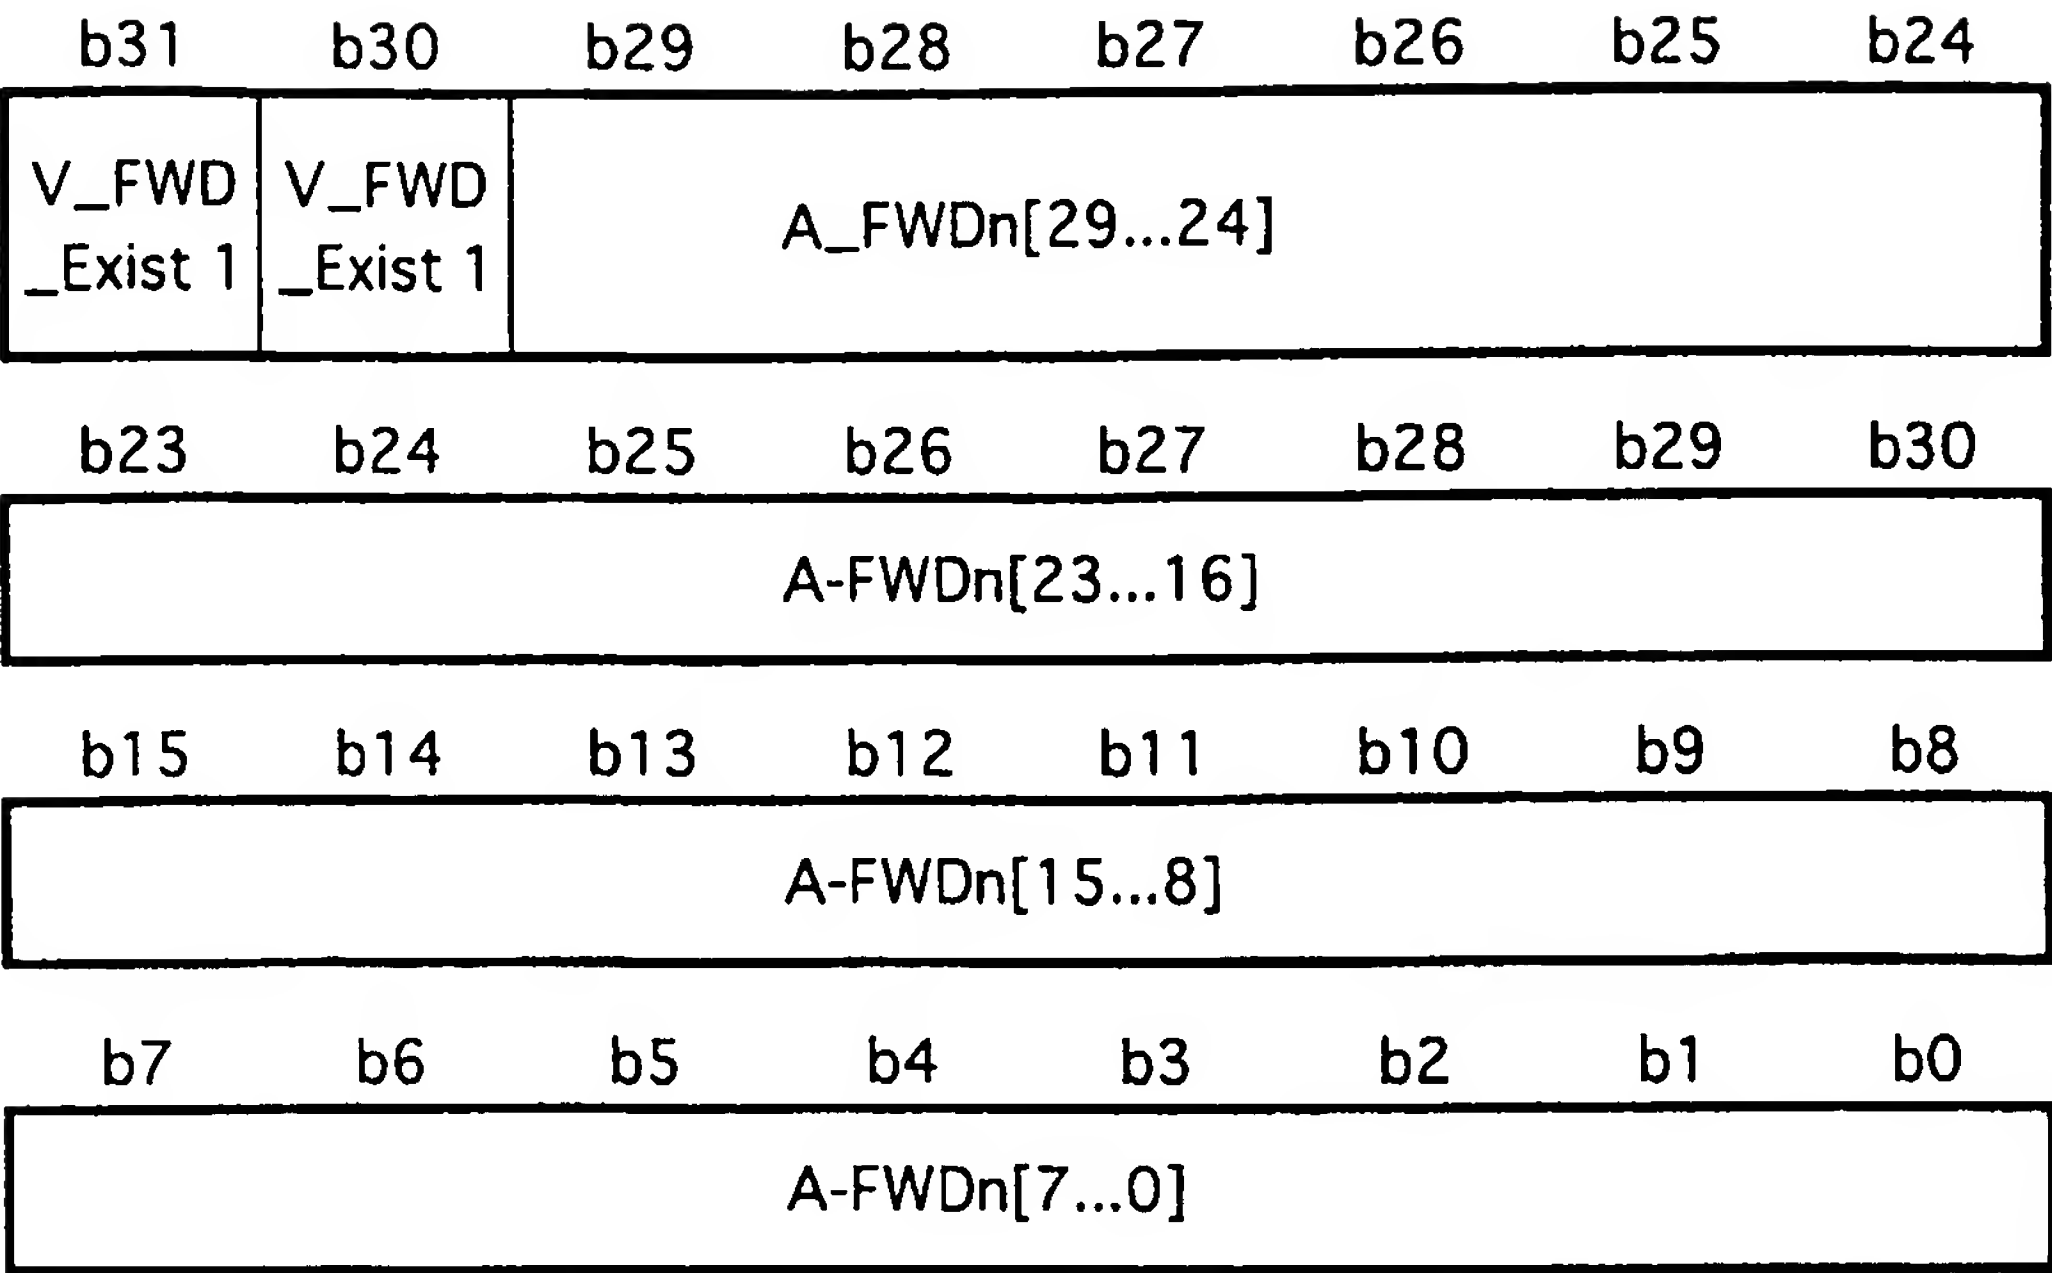 b31 b30 b29 b28 b27 b26 b25 b24
V_FWD V_FWD
_Exist 1 _Exist 1
A_FWDn[29...24]
b23 b24 b25 b26 b27 b28 b29 b30
A-FWDn[23...16]
b15 b14 b13 b12 b11 b10 b9 b8
A-FWDn[15...8]
b7 b6 b5 b4 b3 b2 b1 b0
A-FWDn[7...0]